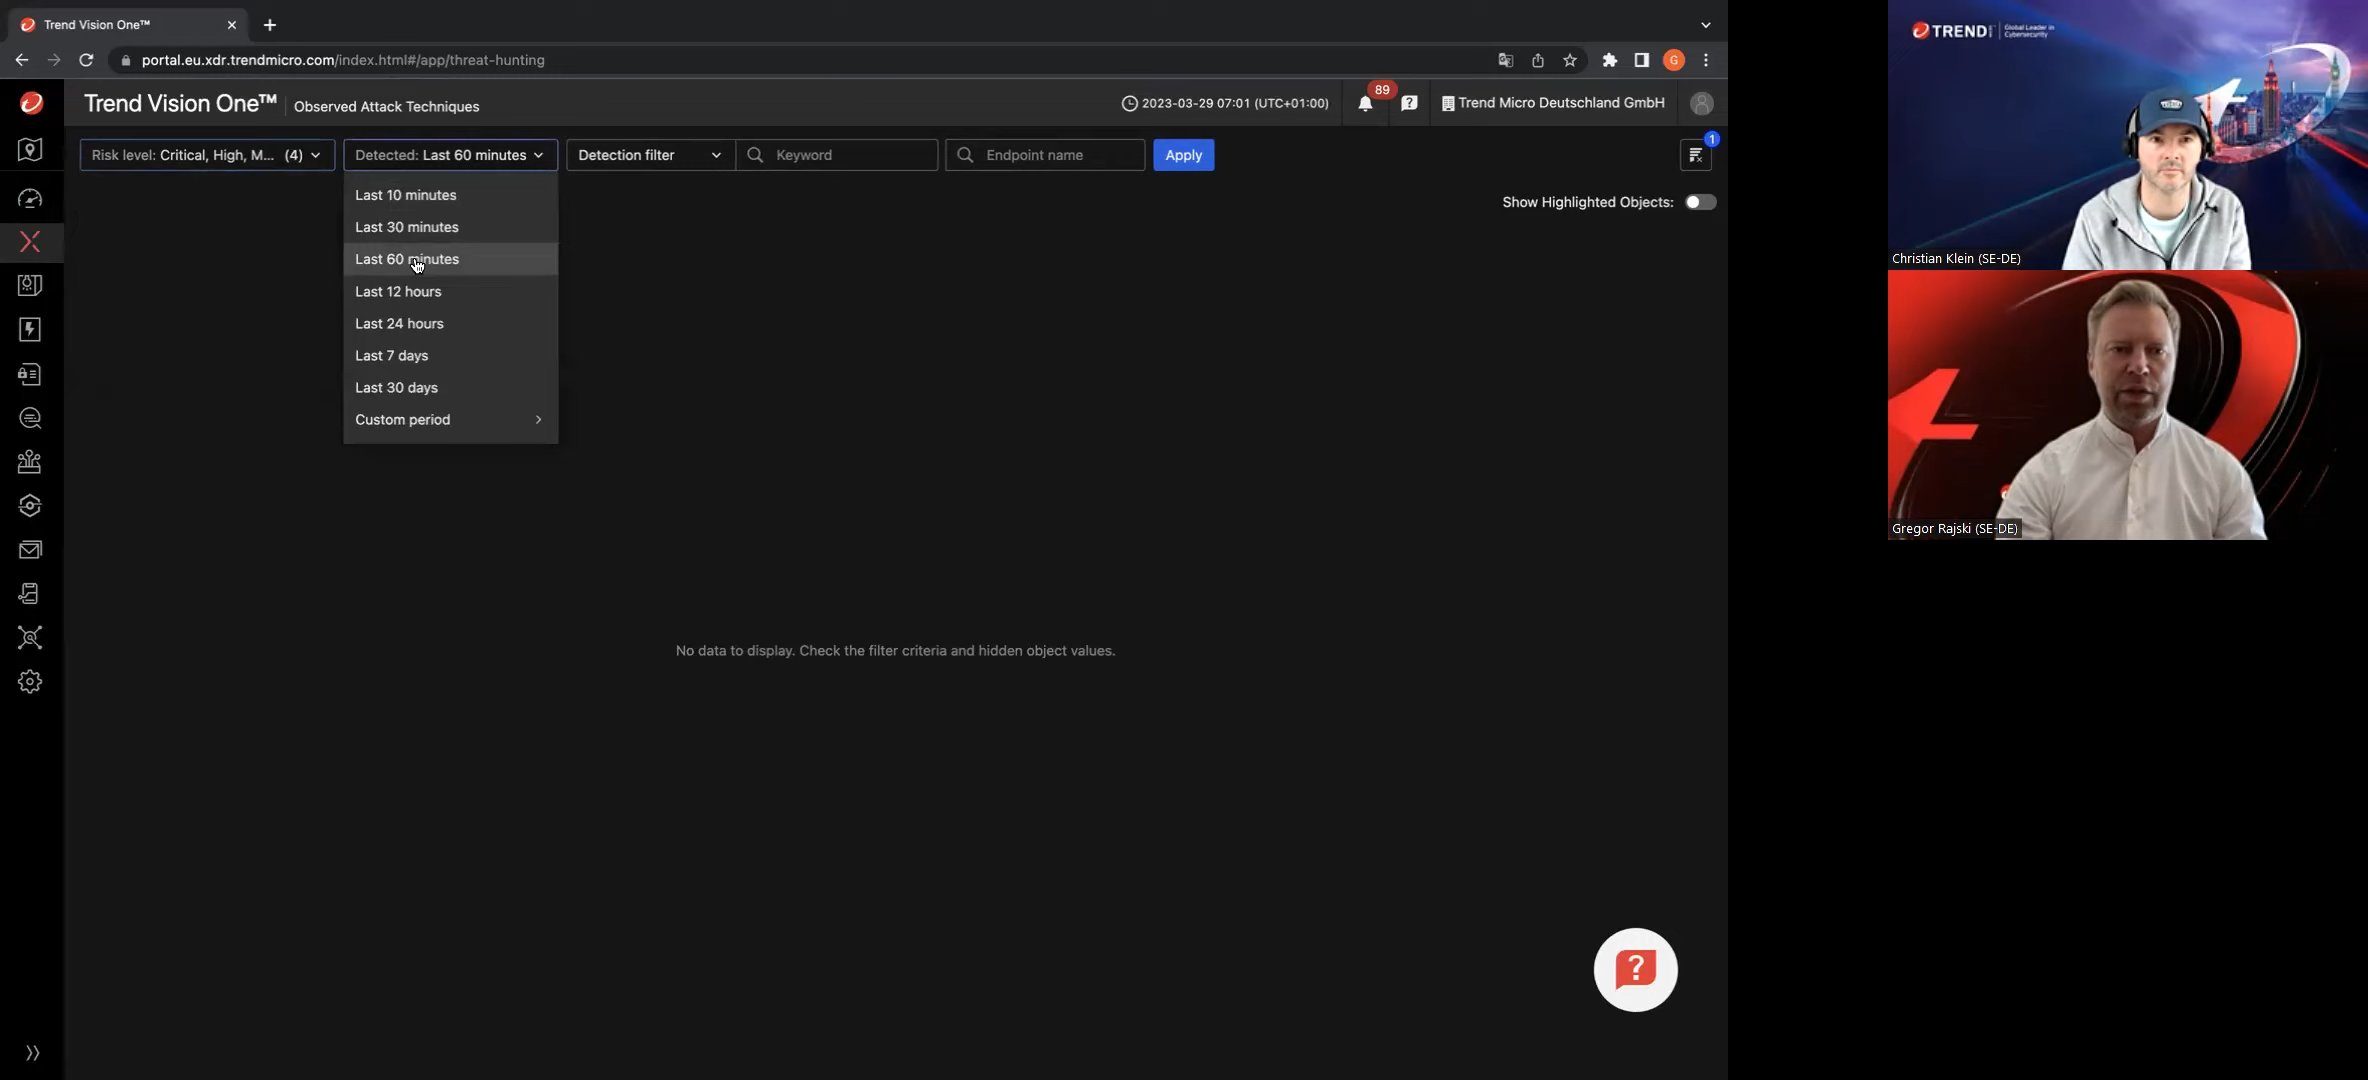 Trend Vision One™
portal.eu.xdr.trendmicro.com/index.html#/app/threat-hunting
G
Trend Vision One™ | Observed Attack Techniques
2023-03-29 07:01 (UTC+01:00)
89
Trend Micro Deutschland GmbH
Risk level: Critical, High, M... (4)
Detected: Last 60 minutes
Detection filter
Keyword
Endpoint name
Apply
1
Last 10 minutes
Last 30 minutes
Last 60 minutes
Last 12 hours
Last 24 hours
Last 7 days
Last 30 days
Custom period
Show Highlighted Objects:
No data to display. Check the filter criteria and hidden object values.
?
TREND
Global Leader in
Cybersecurity
Christian Klein (SE-DE)
Gregor Rajski (SE-DE)